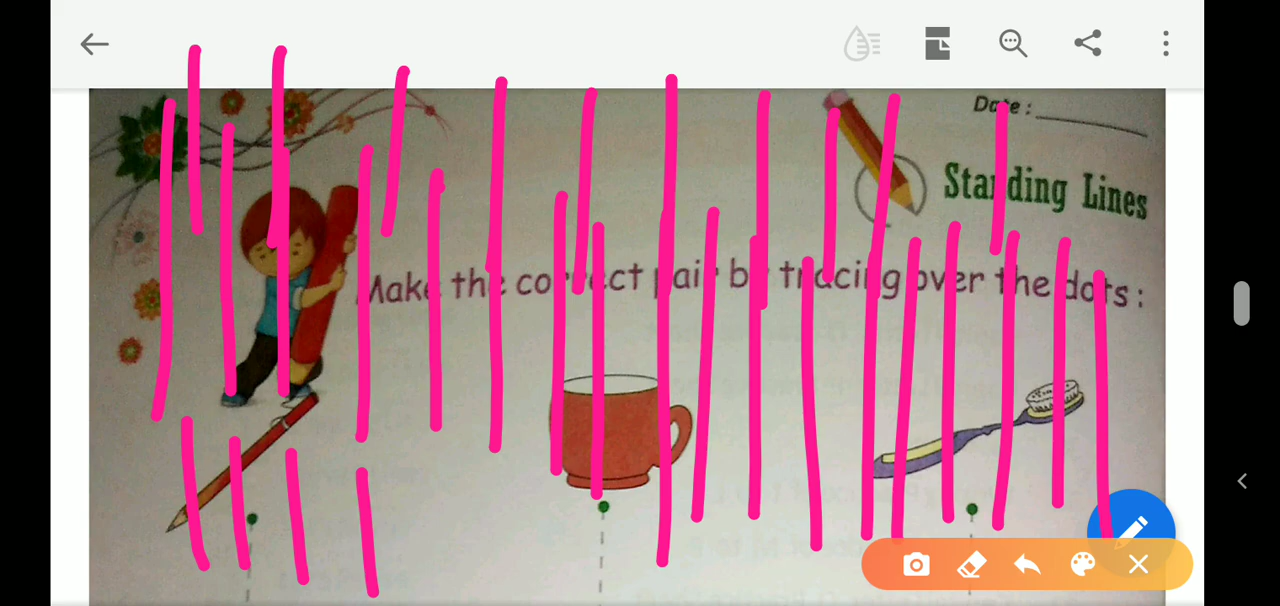 Date :
Standing Lines
Make the correct pair by tracing over the dots :